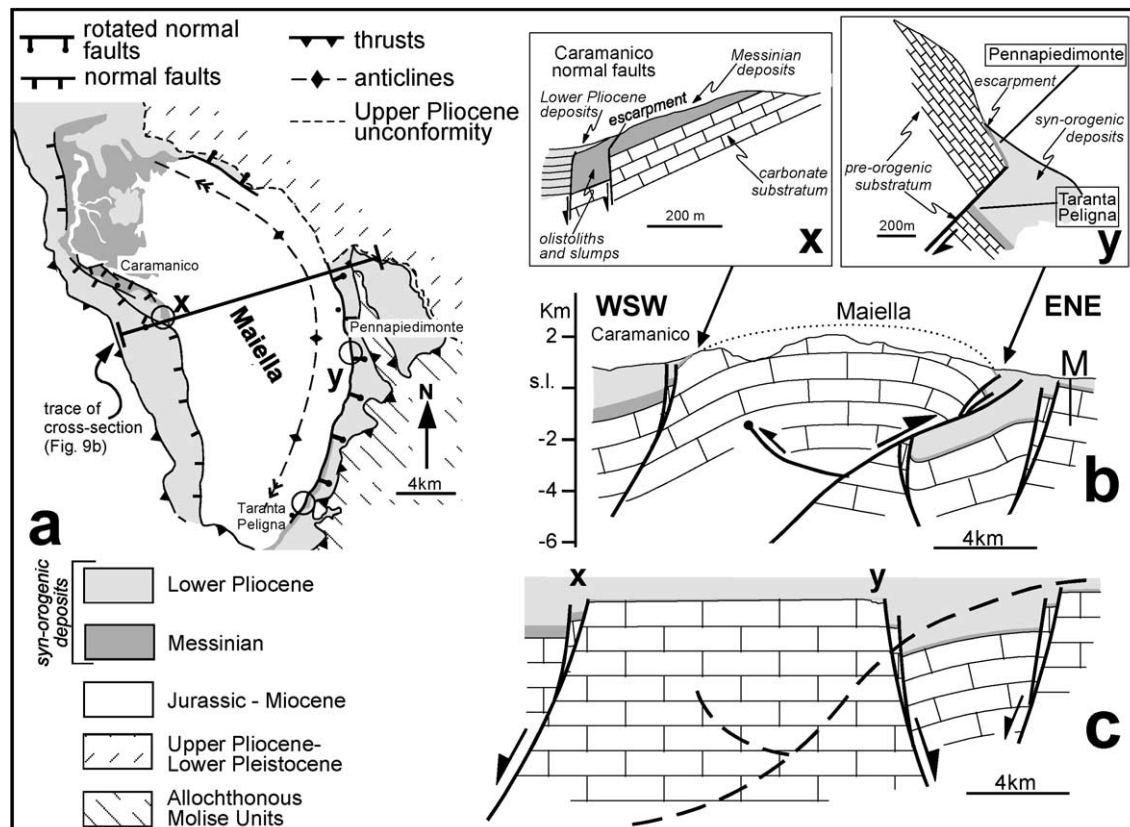 rotated normal
faults
normal faults
thrusts
anticlines
Upper Pliocene
unconformity
Caramanico
x
Maiella
Pennapiedimonte
y
trace of
cross-section
(Fig. 9b)
N
4km
Taranta
Peligna
a
syn-orogenic
deposits
Lower Pliocene
Messinian
Jurassic - Miocene
Upper Pliocene-
Lower Pleistocene
Allochthonous
Molise Units
Caramanico
normal faults
Messinian
deposits
Lower Pliocene
deposits
escarpment
carbonate
substratum
200 m
olistoliths
and slumps
x
Pennapiedimonte
escarpment
syn-orogenic
deposits
pre-orogenic
substratum
Taranta
Peligna
200m
y
Km
WSW
Caramanico
Maiella
ENE
M
2
s.l.
-2
-4
-6
b
4km
x
y
c
4km